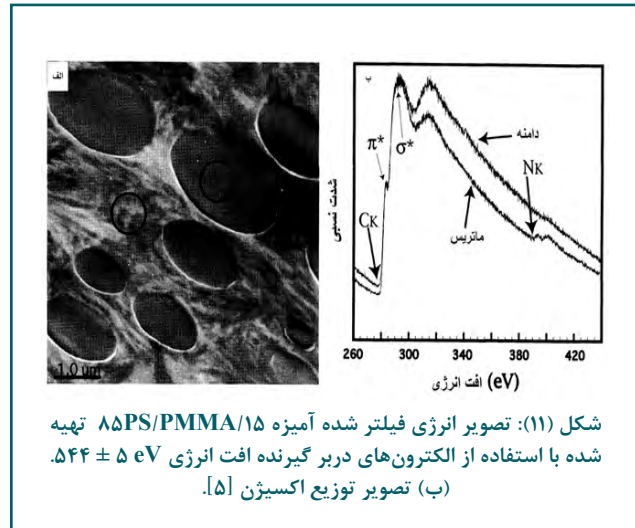 الف
1.0 µm
ب
π*
σ*
دامنه
NK
CK
ماتریس
شدت نسبی
260 300 340 380 420
افت انرژی (eV)
شکل (۱۱): تصویر انرژی فیلتر شده آمیزه ۸۵PS/PMMA/۱۵ تهیه
شده با استفاده از الکترون‌های دربر گیرنده افت انرژی ۵۴۴ ± ۵ eV.
(ب) تصویر توزیع اکسیژن [۵].